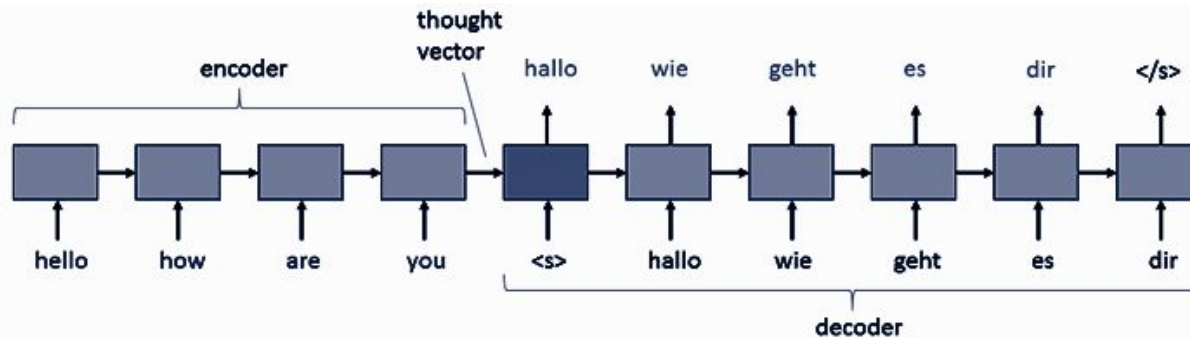 thought
vector
encoder
hallo wie geht es dir </s>
hello how are you <s> hallo wie geht es dir
decoder